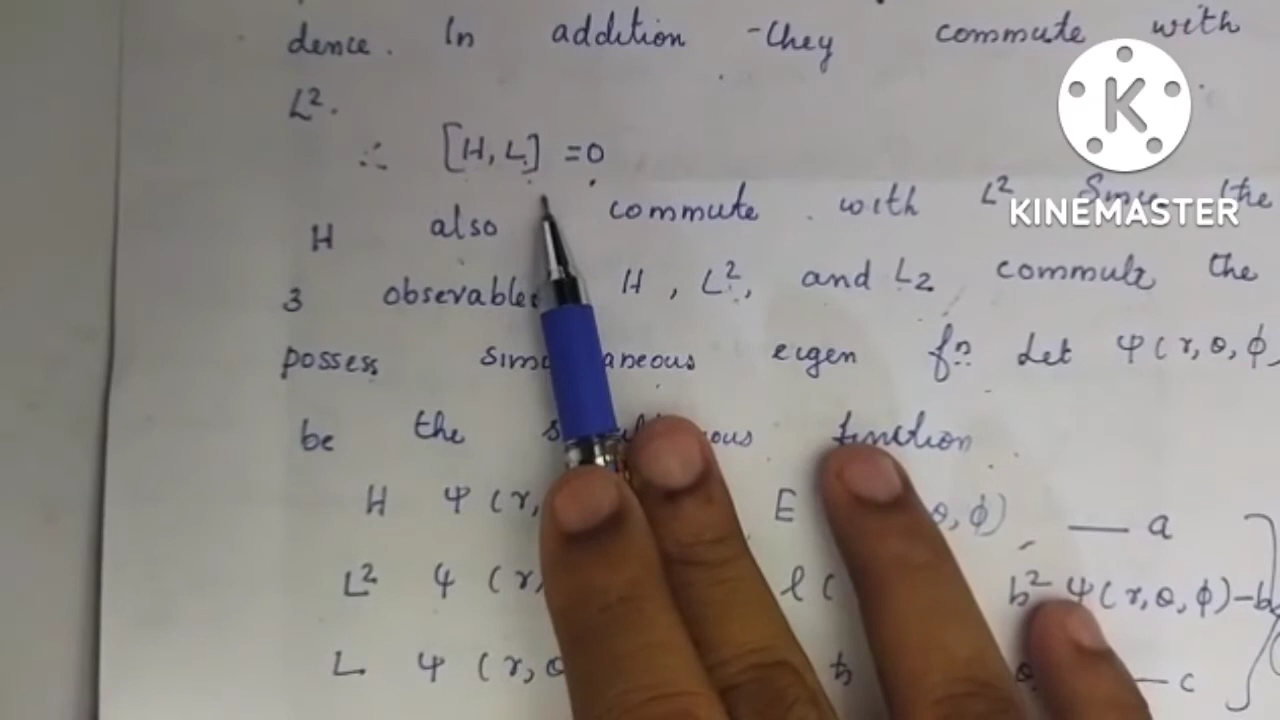 dence. In addition they commute with
L².
∴ [H, L] = 0
H also commute with L² Since the
3 obsevables H, L², and Lz commute the
possess eigen fn. Let ψ(r, θ, φ,
be the function
H ψ (r, E θ, φ) — a
L² ψ (r, l ( ħ² ψ(r, θ, φ) – b
L ψ (r, θ ħ θ, — c
K
KINEMASTER